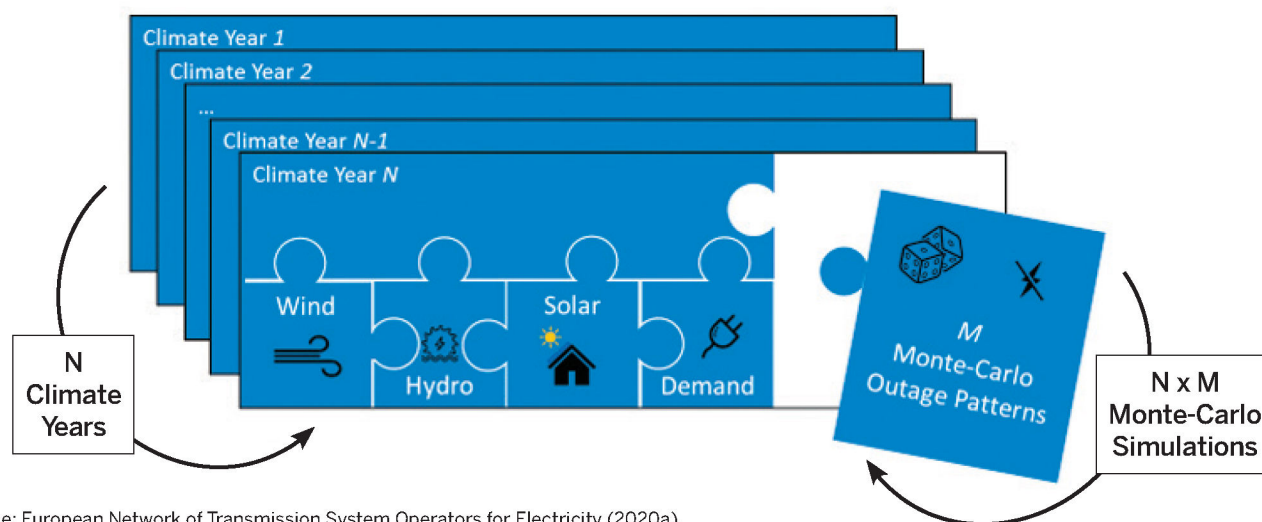 Climate Year 1
Climate Year 2
...
Climate Year N-1
Climate Year N
Wind
Hydro
Solar
Demand
M
Monte-Carlo
Outage Patterns
N
Climate
Years
N x M
Monte-Carlo
Simulations
e: European Network of Transmission System Operators for Electricity (2020a)